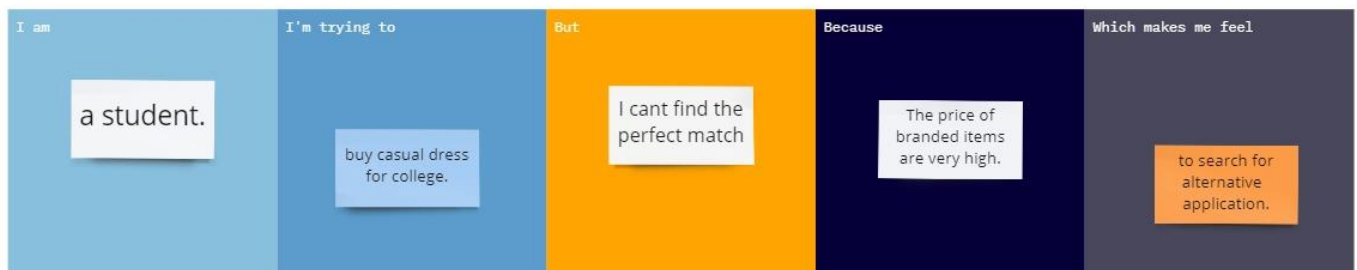 I am
a student.
I'm trying to
buy casual dress
for college.
But
I cant find the
perfect match
Because
The price of
branded items
are very high.
Which makes me feel
to search for
alternative
application.